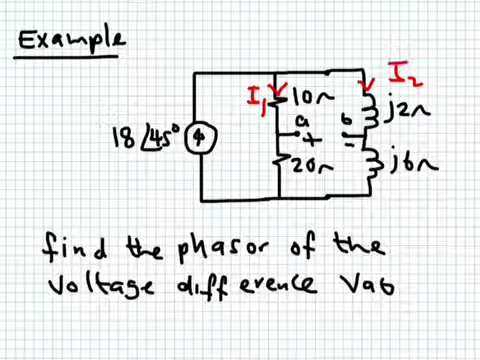 Example
I₂
I₁ 10Ω
a b j2Ω
18∠45° + -
20Ω j6Ω
find the phasor of the
voltage difference Vab